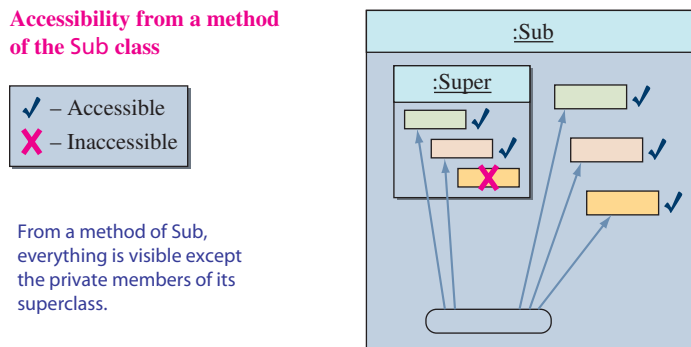 Accessibility from a method
of the Sub class
– Accessible
– Inaccessible
From a method of Sub,
everything is visible except
the private members of its
superclass.
:Sub
:Super